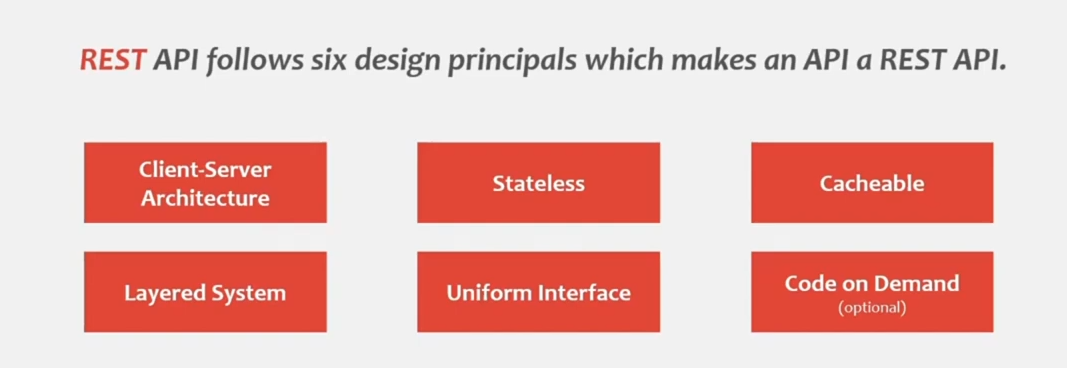 REST API follows six design principals which makes an API a REST API.
Client-Server
Architecture
Stateless
Cacheable
Layered System
Uniform Interface
Code on Demand
(optional)